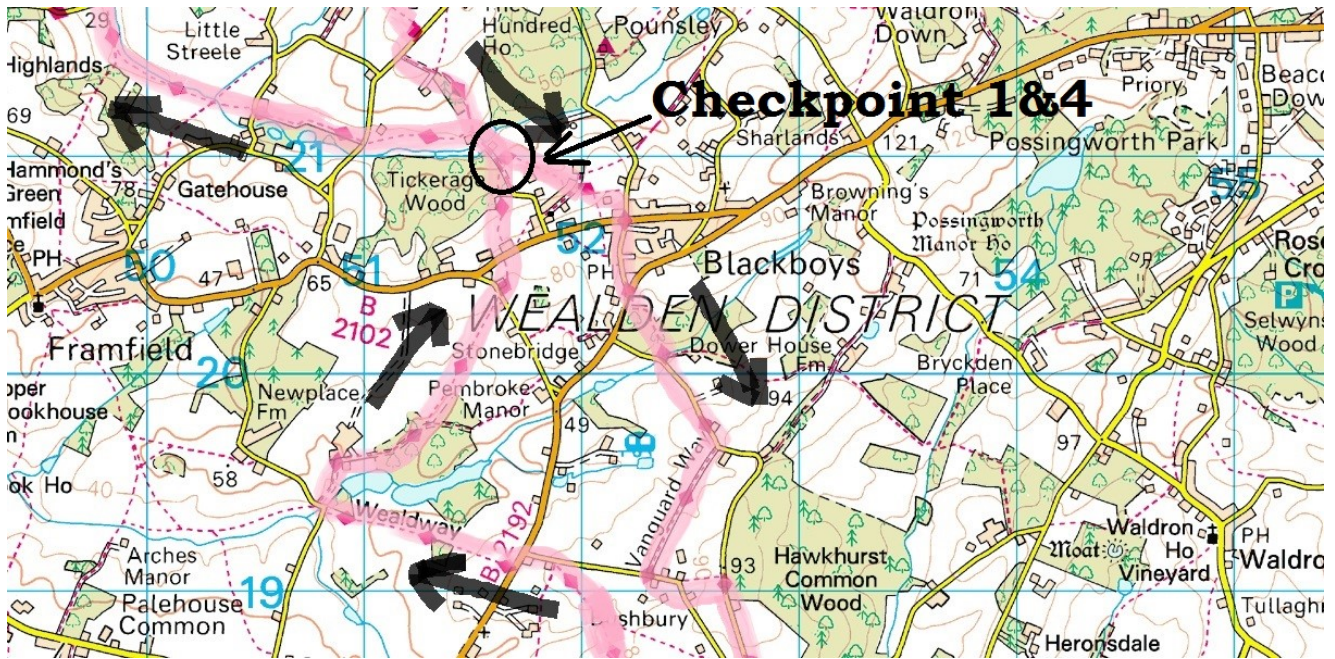 29
Little
Streele
Hundred
Ho
50
Pounsley
Waldron
Down
Highlands
Checkpoint 1&4
Priory
69
21
Sharlands
121
120
Possingworth Park
Gatehouse
Tickerage
Wood
Green
78
Browning's
Manor
90
55
PH
50
47
65
51
52
80
PH
Blackboys
Possingworth
Manor Ho
71
54
P
B
2102
WEALDEN DISTRICT
Selwyns
Wood
Framfield
20
Stonebridge
Dower House
Fm
Bryckden
Place
Newplace
Fm
Pembroke
Manor
94
49
97
58
40
Wealdway
B 2192
Vanguard Way
Arches
Manor
93
Hawkhurst
Common
Wood
Moat
Waldron
Ho
Vineyard
PH
Palehouse
Common
19
Heronsdale